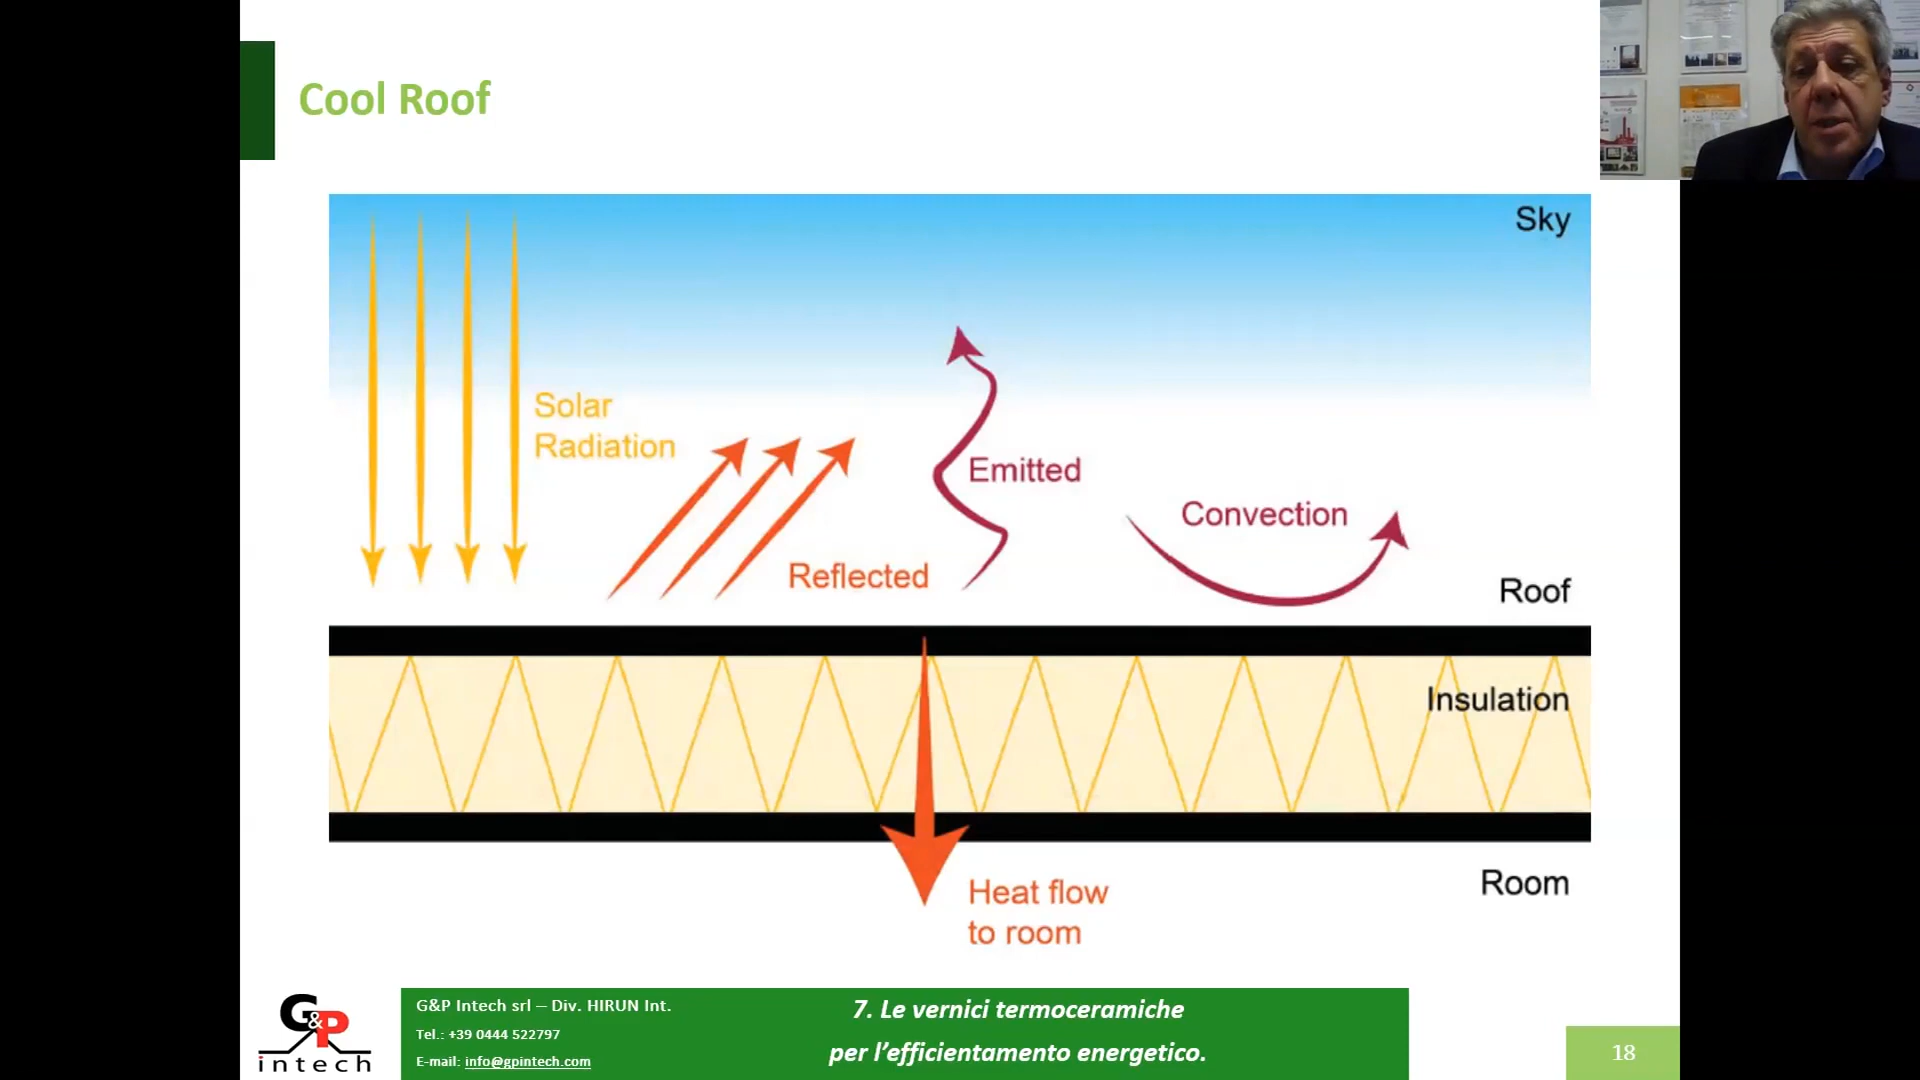 Cool Roof
Sky
Solar
Radiation
Emitted
Convection
Reflected
Roof
Insulation
Room
Heat flow
to room
G&P
intech
G&P Intech srl – Div. HIRUN Int.
Tel.: +39 0444 522797
E-mail: info@gpintech.com
7. Le vernici termoceramiche
per l’efficientamento energetico.
18